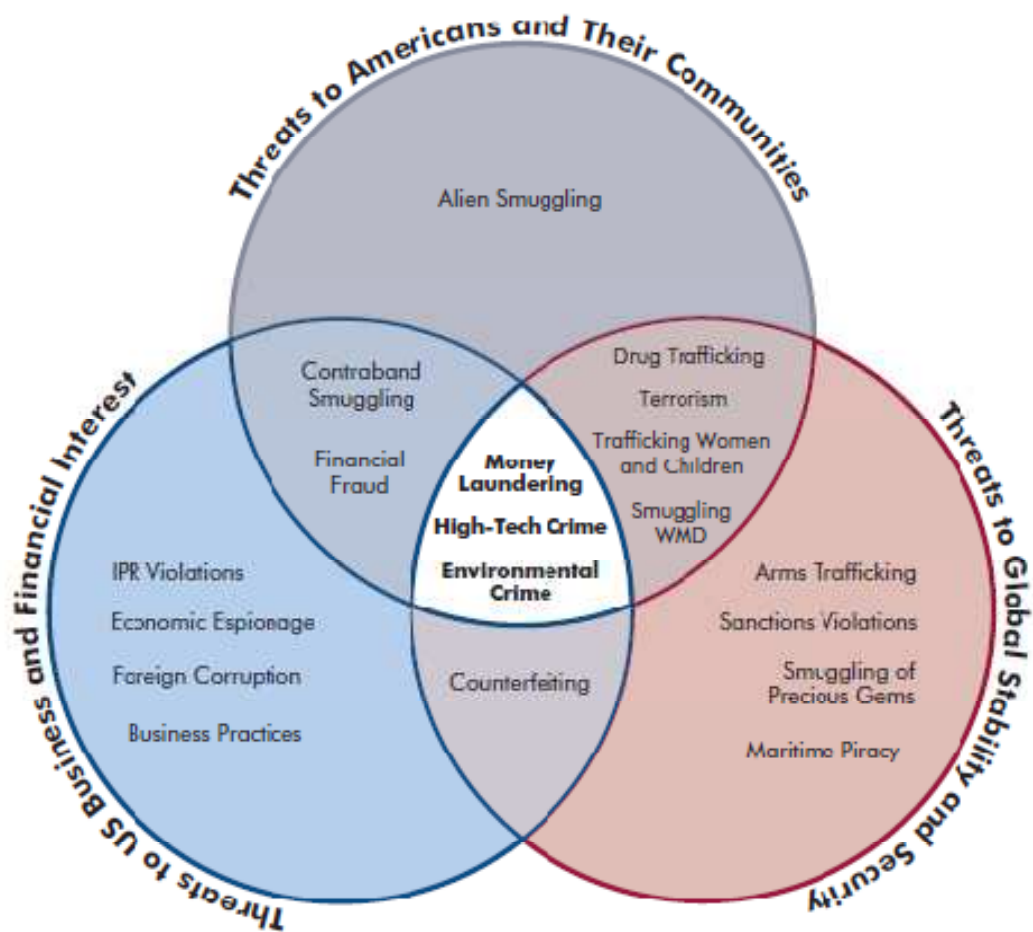 Threats to Americans and Their Communities
Alien Smuggling
Contraband
Smuggling
Financial
Fraud
Drug Trafficking
Terrorism
Trafficking Women
and Children
Smuggling
WMD
Money
Laundering
High-Tech Crime
Environmental
Crime
Threats to US Business and Financial Interest
IPR Violations
Economic Espionage
Foreign Corruption
Business Practices
Counterfeiting
Arms Trafficking
Sanctions Violations
Smuggling of
Precious Gems
Maritime Piracy
Threats to Global Stability and Security